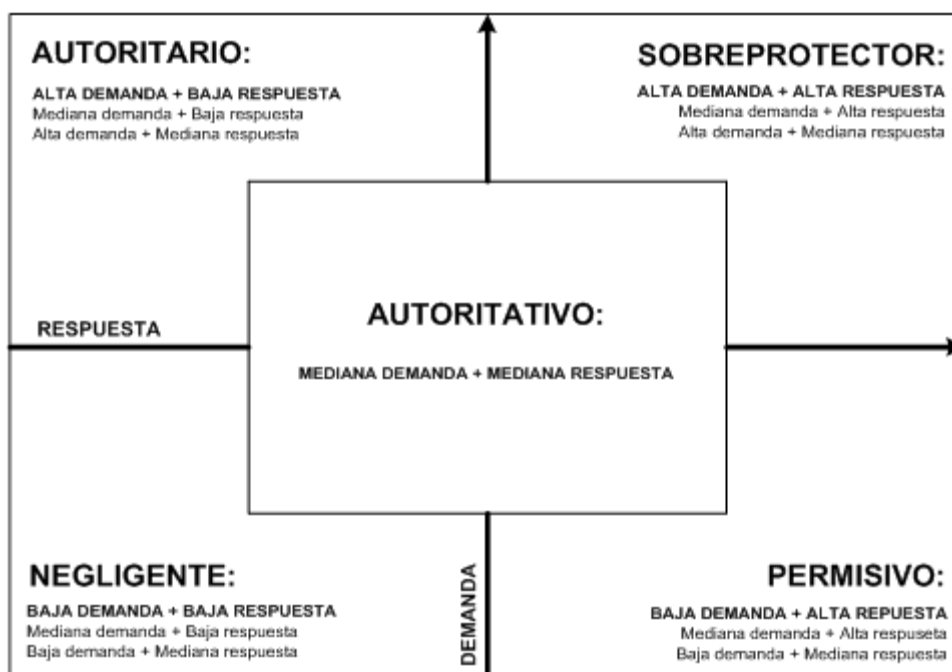 AUTORITARIO:
ALTA DEMANDA + BAJA RESPUESTA
Mediana demanda + Baja respuesta
Alta demanda + Mediana respuesta
SOBREPROTECTOR:
ALTA DEMANDA + ALTA RESPUESTA
Mediana demanda + Alta respuesta
Alta demanda + Mediana respuesta
RESPUESTA
AUTORITATIVO:
MEDIANA DEMANDA + MEDIANA RESPUESTA
NEGLIGENTE:
BAJA DEMANDA + BAJA RESPUESTA
Mediana demanda + Baja respuesta
Baja demanda + Mediana respuesta
DEMANDA
PERMISIVO:
BAJA DEMANDA + ALTA REPUESTA
Mediana demanda + Alta respuseta
Baja demanda + Mediana respuesta